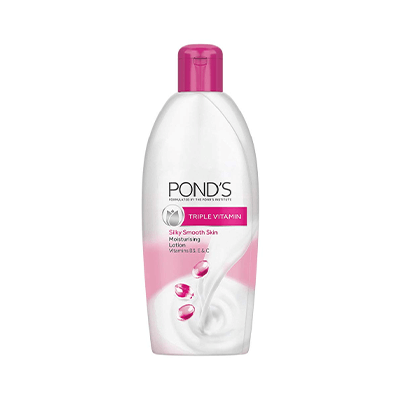 POND'S
FORMULATED BY THE POND'S INSTITUTE
TRIPLE VITAMIN
Silky Smooth Skin
Moisturising
Lotion
Vitamins B3, E & C